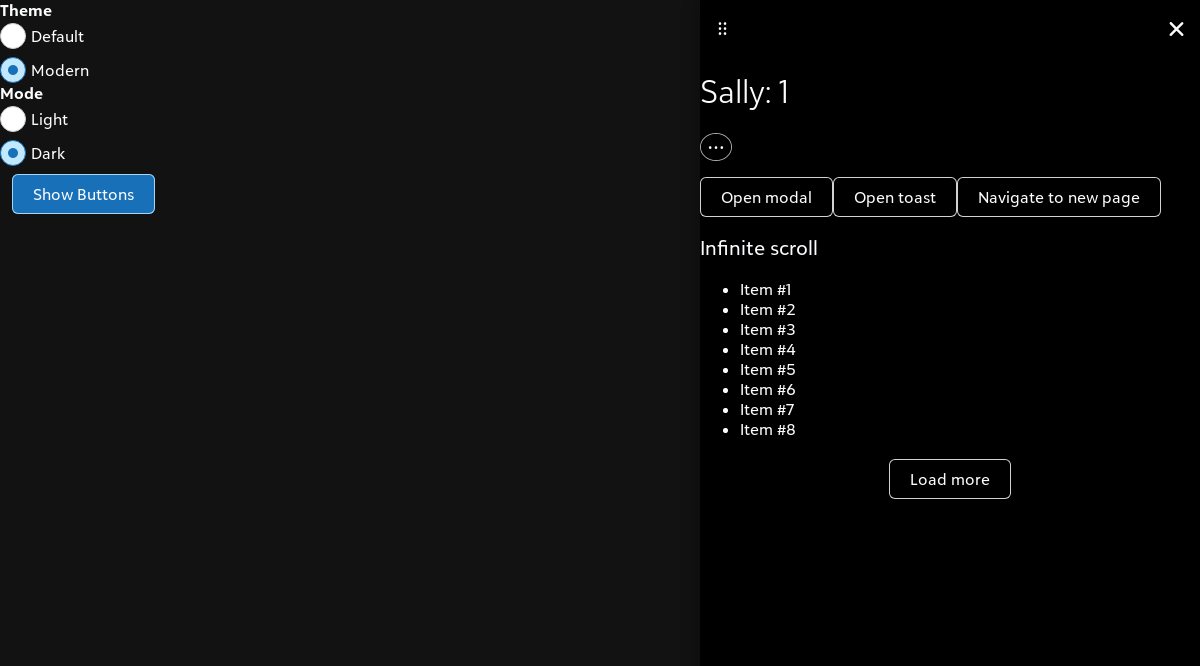 Theme
Default
Modern
Mode
Light
Dark
Show Buttons
Sally: 1
Open modal
Open toast
Navigate to new page
Infinite scroll
Item #1
Item #2
Item #3
Item #4
Item #5
Item #6
Item #7
Item #8
Load more